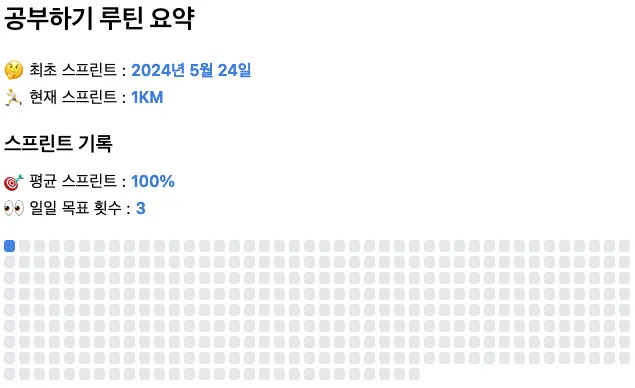 공부하기 루틴 요약
🤔 최초 스프린트 : 2024년 5월 24일
🏃 현재 스프린트 : 1KM
스프린트 기록
🎯 평균 스프린트 : 100%
👀 일일 목표 횟수 : 3